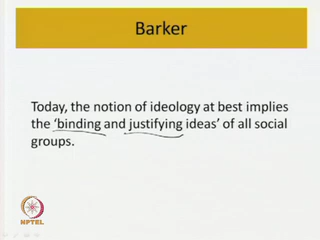 Barker
Today, the notion of ideology at best implies
the ‘binding and justifying ideas’ of all social
groups.
NPTEL